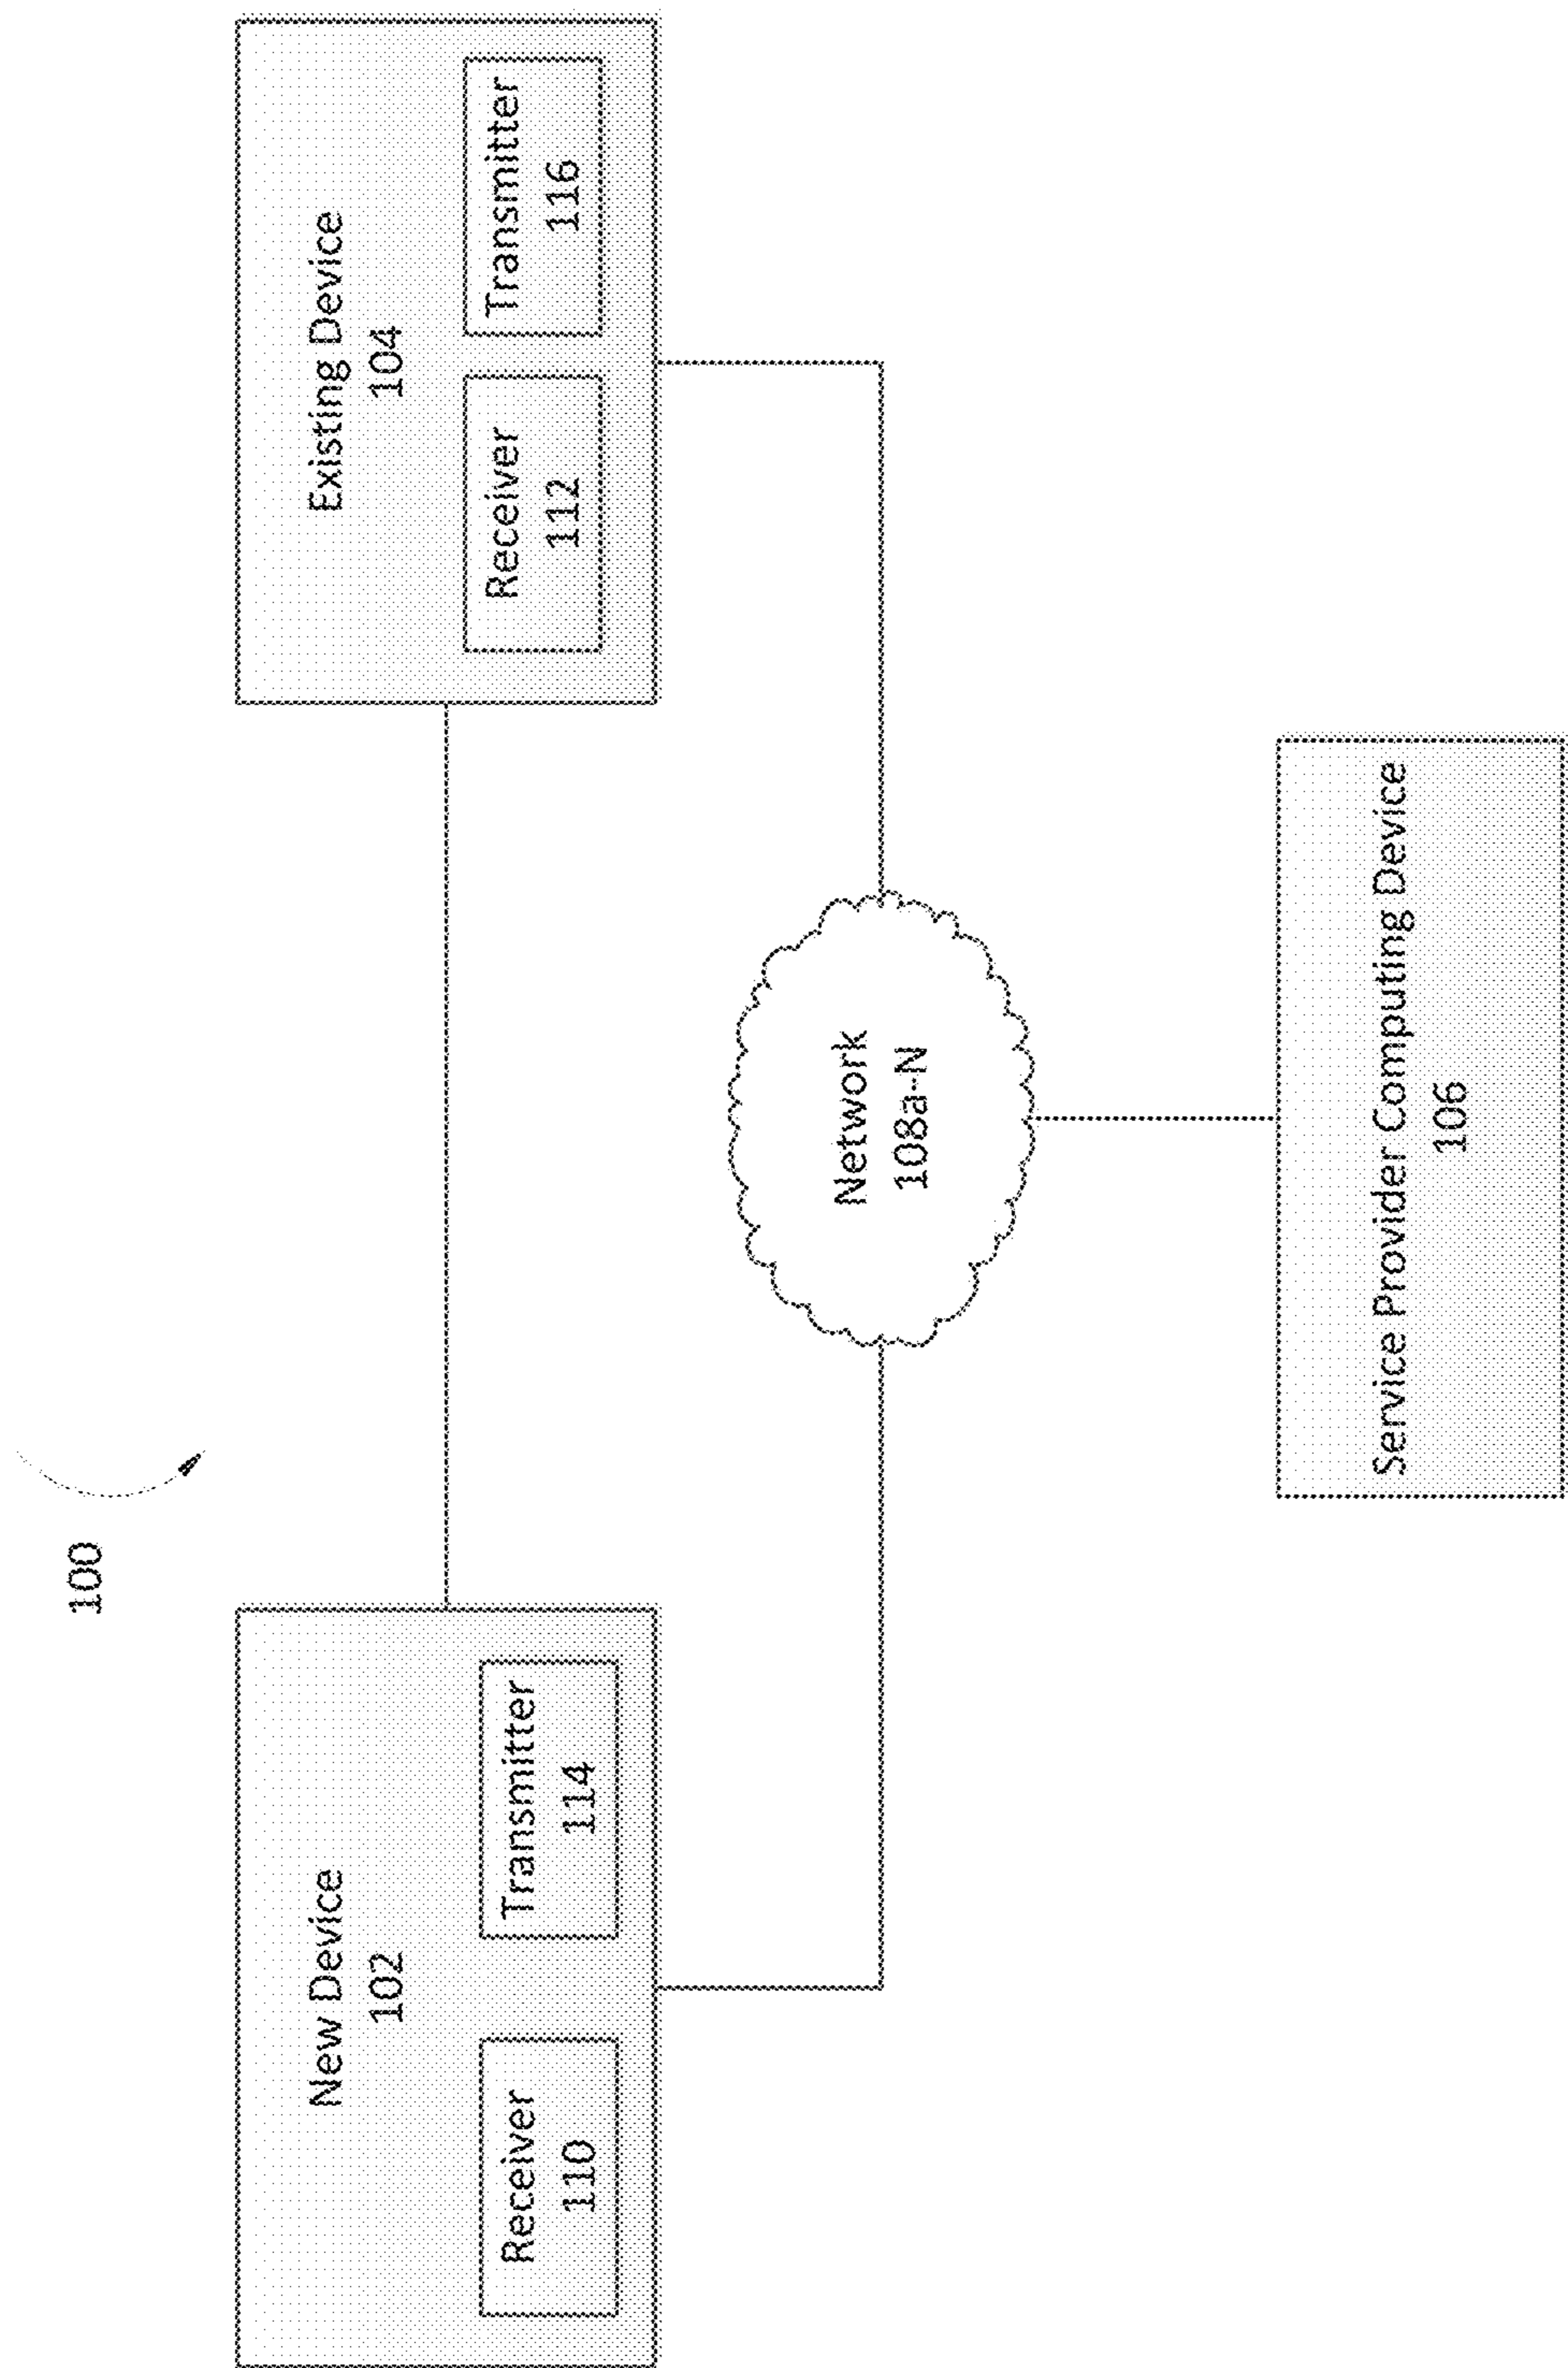 100
New Device
102
Receiver
110
Transmitter
114
Existing Device
104
Receiver
112
Transmitter
116
Network
108a-N
Service Provider Computing Device
106